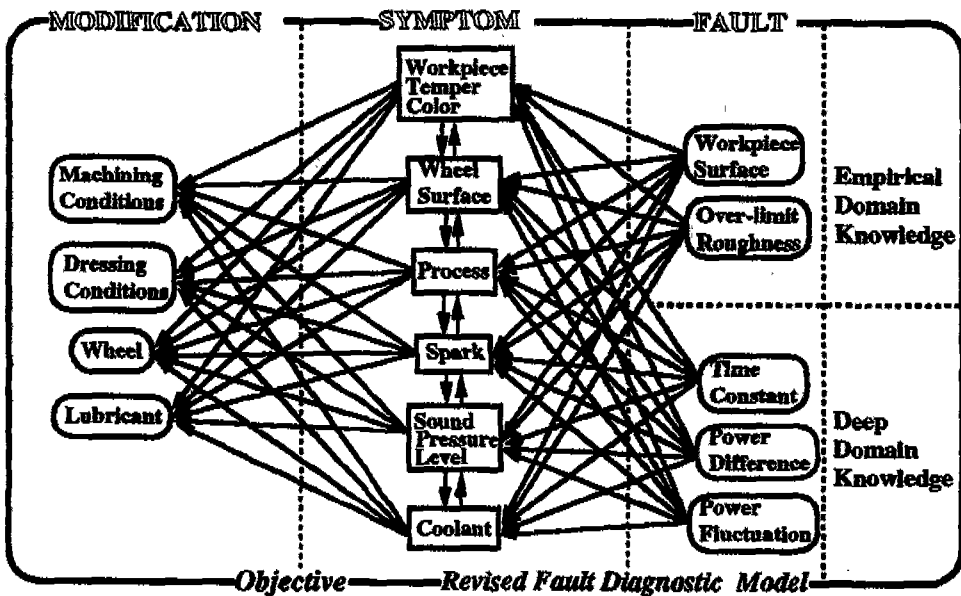 MODIFICATION
SYMPTOM
FAULT
Workpiece
Temper
Color
Workpiece
Surface
Machining
Conditions
Wheel
Surface
Empirical
Domain
Knowledge
Over-limit
Roughness
Dressing
Conditions
Process
Wheel
Spark
Time
Constant
Lubricant
Sound
Pressure
Level
Power
Difference
Deep
Domain
Knowledge
Coolant
Power
Fluctuation
Objective
Revised Fault Diagnostic Model